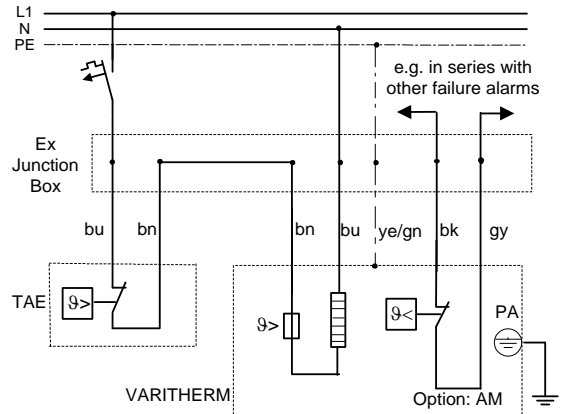 L1
N
PE
e.g. in series with
other failure alarms
Ex
Junction
Box
bu bn bn bu ye/gn bk gy
TAE
ϑ>
ϑ>
ϑ<
PA
VARITHERM
Option: AM